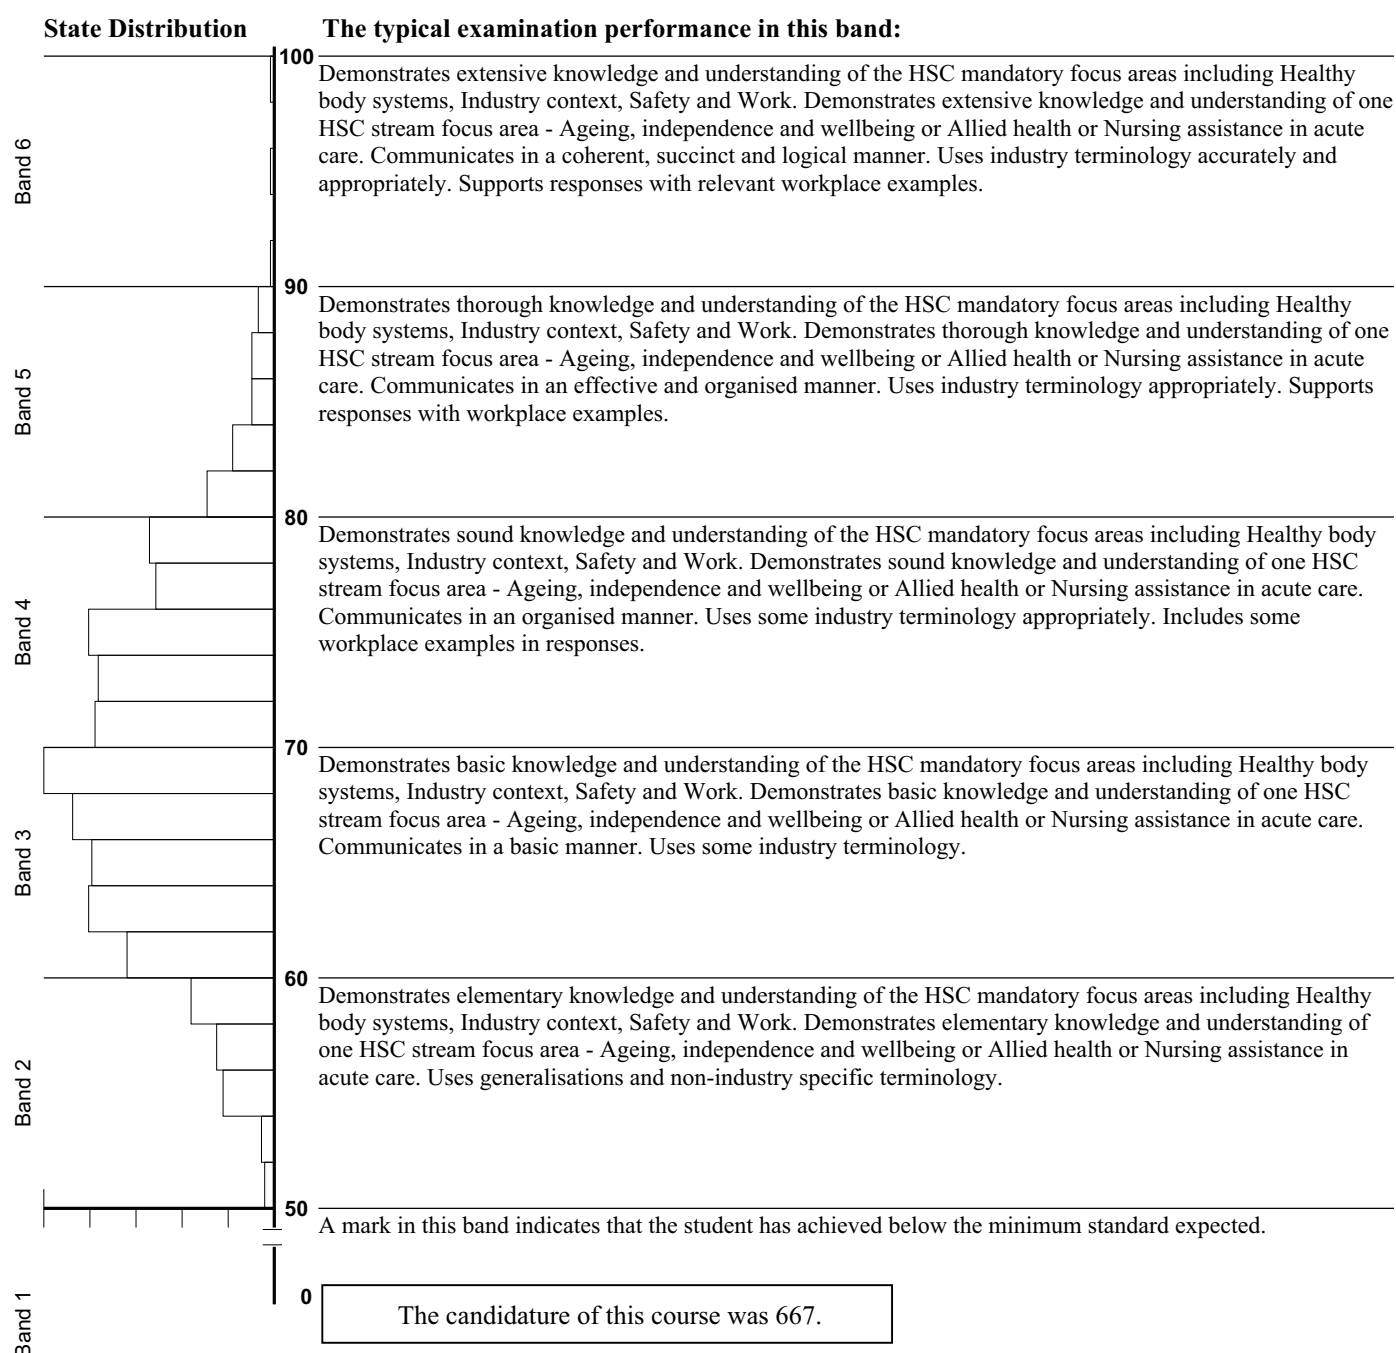 State Distribution
The typical examination performance in this band:
100
Demonstrates extensive knowledge and understanding of the HSC mandatory focus areas including Healthy
body systems, Industry context, Safety and Work. Demonstrates extensive knowledge and understanding of one
HSC stream focus area - Ageing, independence and wellbeing or Allied health or Nursing assistance in acute
care. Communicates in a coherent, succinct and logical manner. Uses industry terminology accurately and
appropriately. Supports responses with relevant workplace examples.
Band 6
90
Demonstrates thorough knowledge and understanding of the HSC mandatory focus areas including Healthy
body systems, Industry context, Safety and Work. Demonstrates thorough knowledge and understanding of one
HSC stream focus area - Ageing, independence and wellbeing or Allied health or Nursing assistance in acute
care. Communicates in an effective and organised manner. Uses industry terminology appropriately. Supports
responses with workplace examples.
Band 5
80
Demonstrates sound knowledge and understanding of the HSC mandatory focus areas including Healthy body
systems, Industry context, Safety and Work. Demonstrates sound knowledge and understanding of one HSC
stream focus area - Ageing, independence and wellbeing or Allied health or Nursing assistance in acute care.
Communicates in an organised manner. Uses some industry terminology appropriately. Includes some
workplace examples in responses.
Band 4
70
Demonstrates basic knowledge and understanding of the HSC mandatory focus areas including Healthy body
systems, Industry context, Safety and Work. Demonstrates basic knowledge and understanding of one HSC
stream focus area - Ageing, independence and wellbeing or Allied health or Nursing assistance in acute care.
Communicates in a basic manner. Uses some industry terminology.
Band 3
60
Demonstrates elementary knowledge and understanding of the HSC mandatory focus areas including Healthy
body systems, Industry context, Safety and Work. Demonstrates elementary knowledge and understanding of
one HSC stream focus area - Ageing, independence and wellbeing or Allied health or Nursing assistance in
acute care. Uses generalisations and non-industry specific terminology.
Band 2
50
A mark in this band indicates that the student has achieved below the minimum standard expected.
0
Band 1
The candidature of this course was 667.